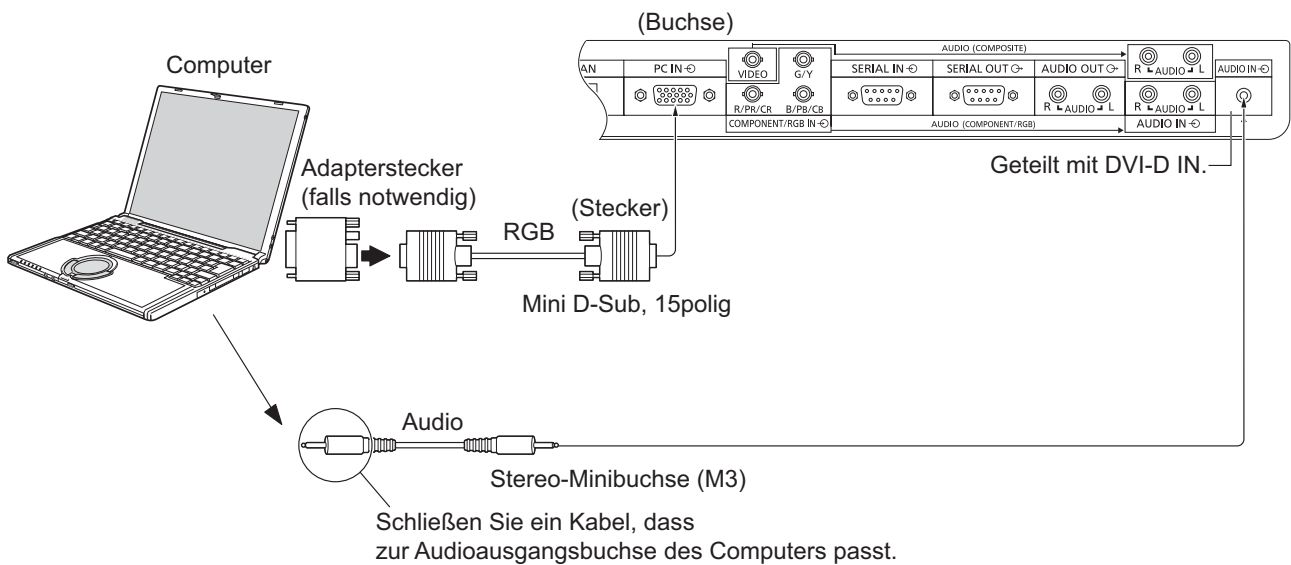 (Buchse)
Computer
AUDIO (COMPOSITE)
AN
PC IN
VIDEO
G/Y
SERIAL IN
SERIAL OUT
AUDIO OUT
R AUDIO L
AUDIO IN
R/PR/CR
B/PB/CB
R AUDIO L
R AUDIO L
COMPONENT/RGB IN
AUDIO (COMPONENT/RGB)
AUDIO IN
Geteilt mit DVI-D IN.
Adapterstecker
(falls notwendig)
(Stecker)
RGB
Mini D-Sub, 15polig
Audio
Stereo-Minibuchse (M3)
Schließen Sie ein Kabel, dass
zur Audioausgangsbuchse des Computers passt.